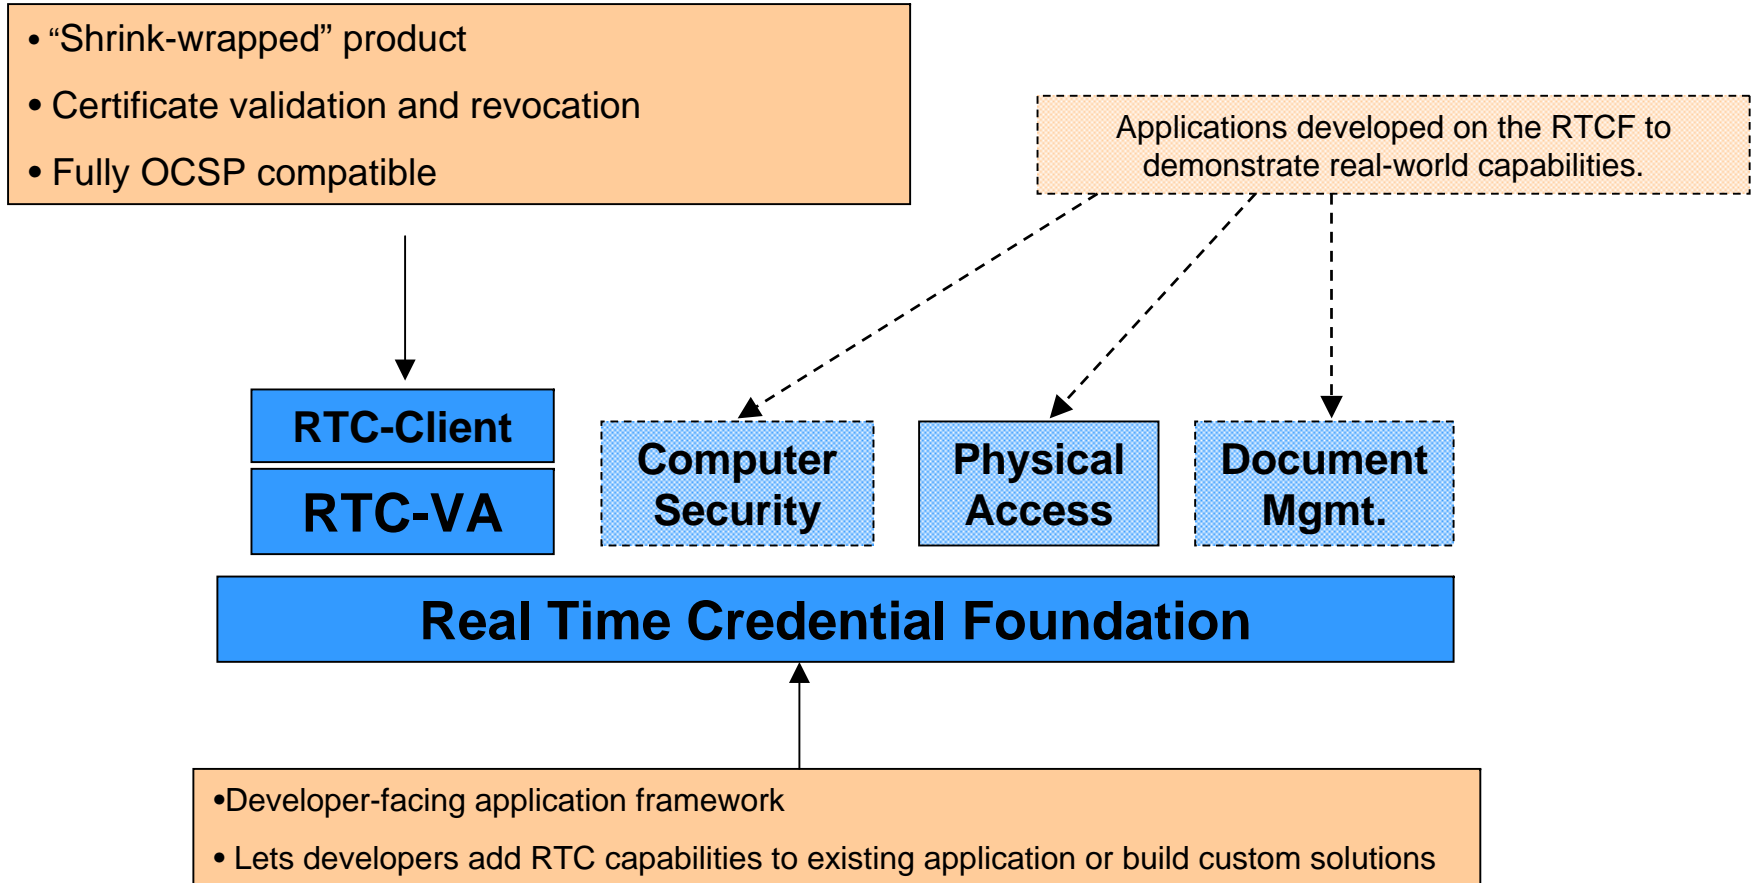 • “Shrink-wrapped” product
• Certificate validation and revocation
• Fully OCSP compatible
Applications developed on the RTCF to
demonstrate real-world capabilities.
RTC-Client
RTC-VA
Computer
Security
Physical
Access
Document
Mgmt.
Real Time Credential Foundation
•Developer-facing application framework
• Lets developers add RTC capabilities to existing application or build custom solutions